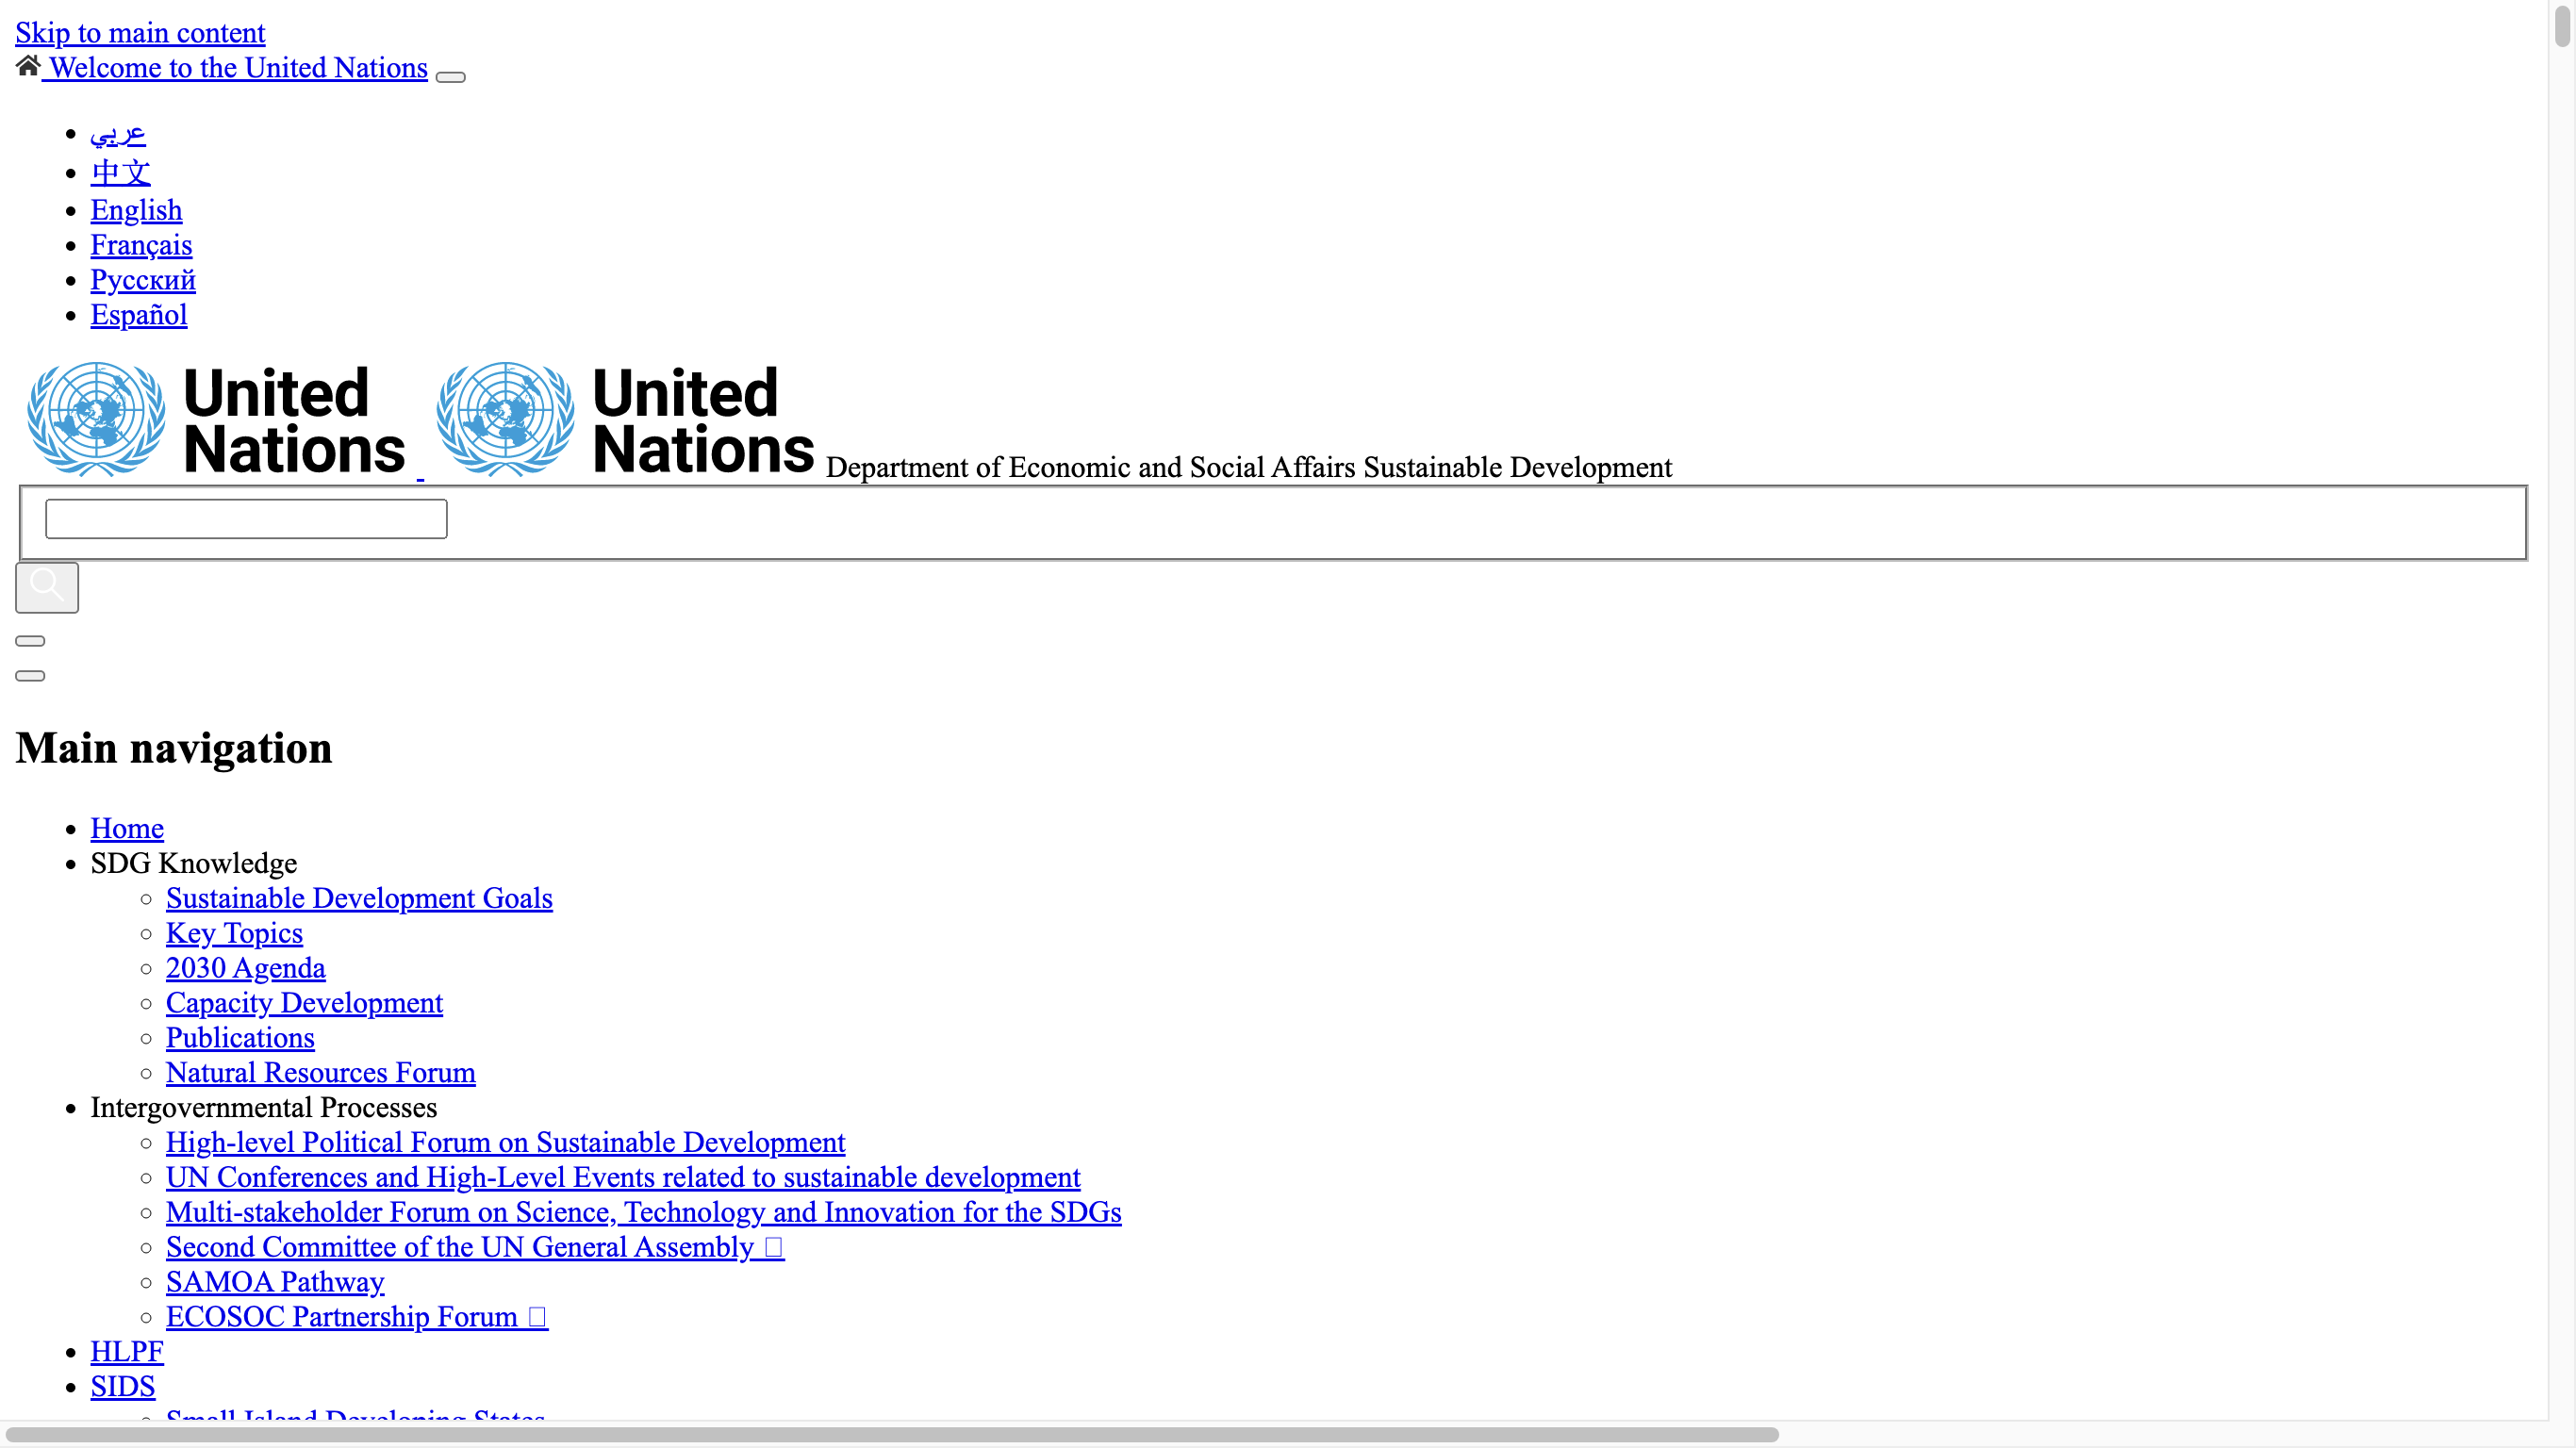 Skip to main content
Welcome to the United Nations
عربي
中文
English
Français
Русский
Español
United Nations United Nations Department of Economic and Social Affairs Sustainable Development
Main navigation
Home
SDG Knowledge
Sustainable Development Goals
Key Topics
2030 Agenda
Capacity Development
Publications
Natural Resources Forum
Intergovernmental Processes
High-level Political Forum on Sustainable Development
UN Conferences and High-Level Events related to sustainable development
Multi-stakeholder Forum on Science, Technology and Innovation for the SDGs
Second Committee of the UN General Assembly
SAMOA Pathway
ECOSOC Partnership Forum
HLPF
SIDS
Small Island Developing States